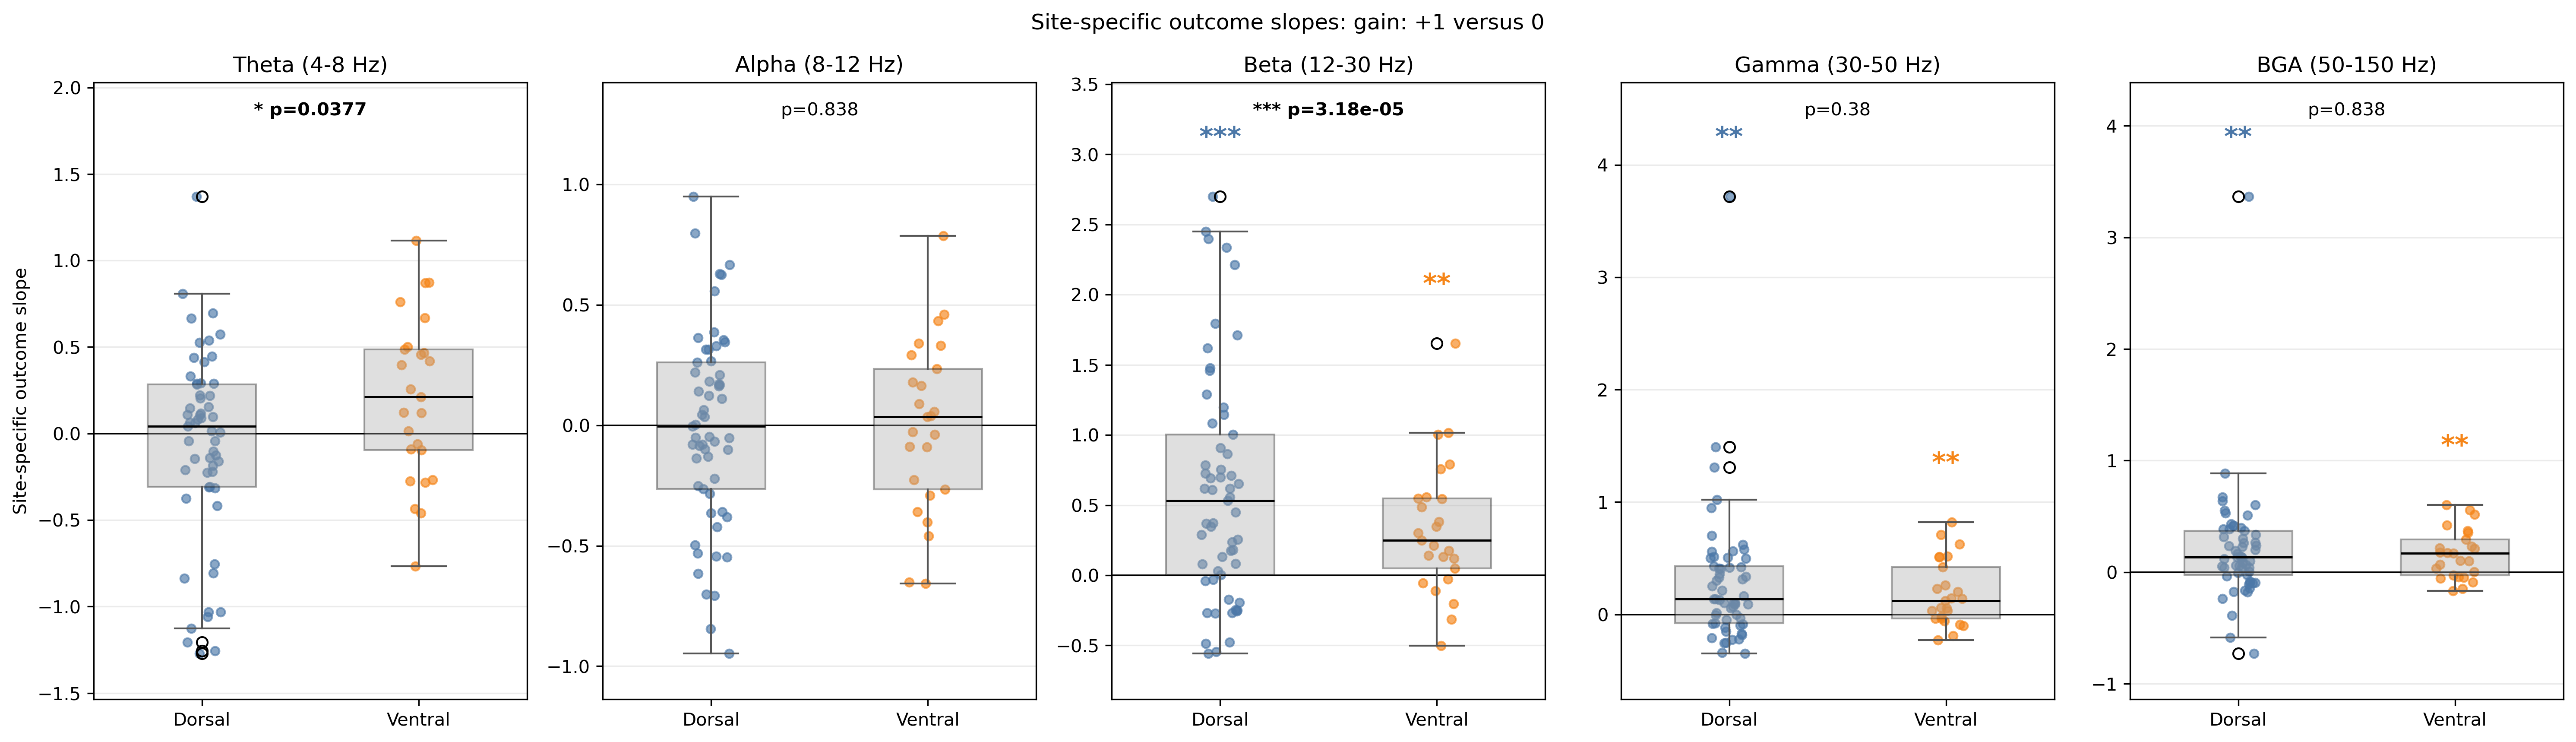 Site-specific outcome slopes: gain: +1 versus 0
Theta (4-8 Hz)
* p=0.0377
Site-specific outcome slope
2.0
1.5
1.0
0.5
0.0
−0.5
−1.0
−1.5
Dorsal
Ventral
Alpha (8-12 Hz)
p=0.838
1.0
0.5
0.0
−0.5
−1.0
Dorsal
Ventral
Beta (12-30 Hz)
*** p=3.18e-05
***
**
3.5
3.0
2.5
2.0
1.5
1.0
0.5
0.0
−0.5
Dorsal
Ventral
Gamma (30-50 Hz)
p=0.38
**
**
4
3
2
1
0
Dorsal
Ventral
BGA (50-150 Hz)
p=0.838
**
**
4
3
2
1
0
−1
Dorsal
Ventral